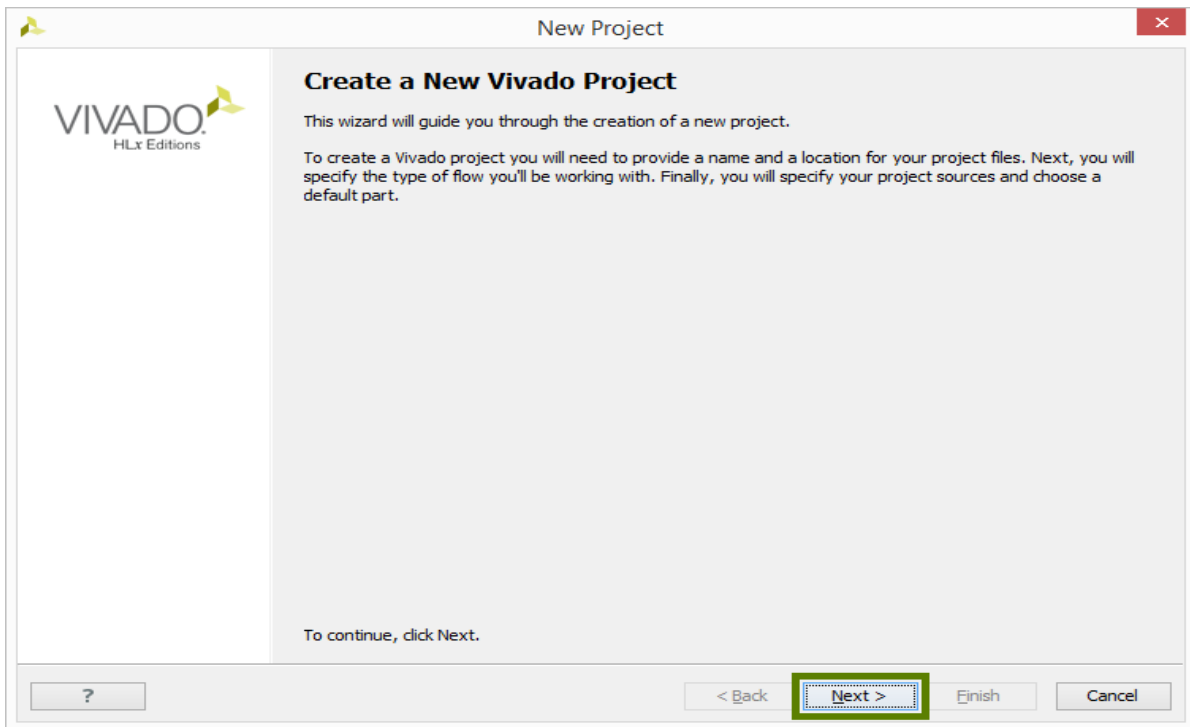 New Project
VIVADO.
HLx Editions
Create a New Vivado Project
This wizard will guide you through the creation of a new project.
To create a Vivado project you will need to provide a name and a location for your project files. Next, you will
specify the type of flow you'll be working with. Finally, you will specify your project sources and choose a
default part.
To continue, click Next.
?
< Back
Next >
Finish
Cancel